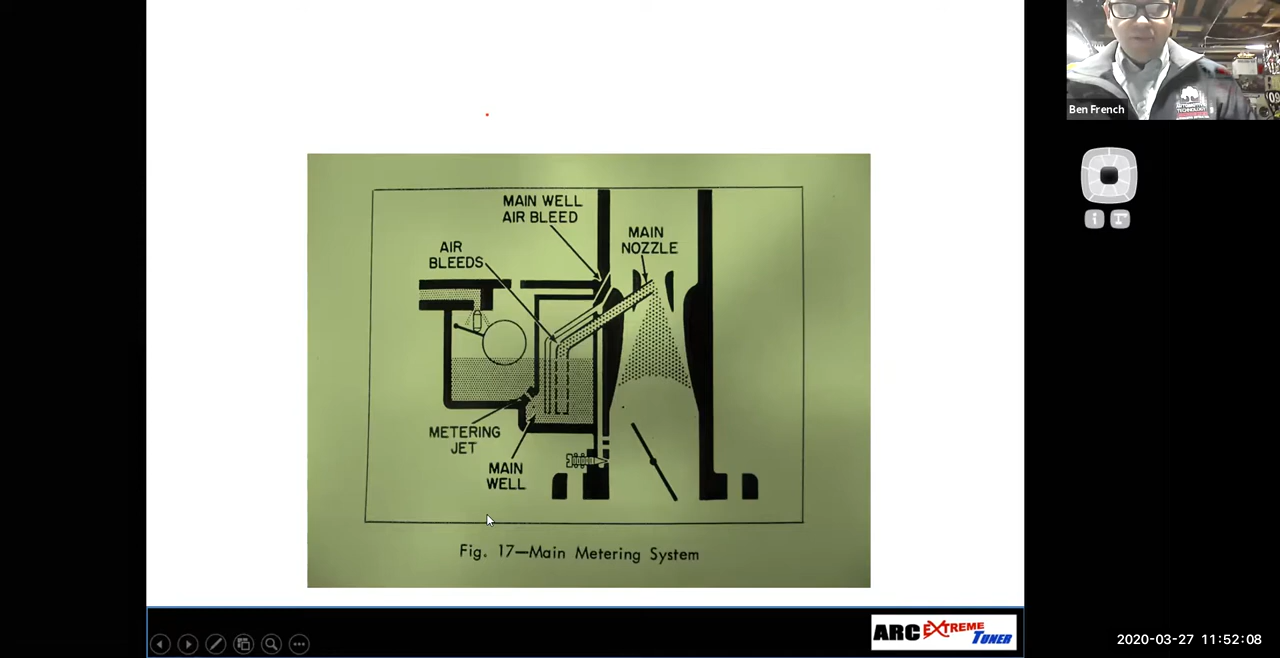 Ben French
MAIN WELL
AIR BLEED
MAIN
NOZZLE
AIR
BLEEDS
METERING
JET
MAIN
WELL
Fig. 17—Main Metering System
ARC EXTREME
TUNER
2020-03-27 11:52:08